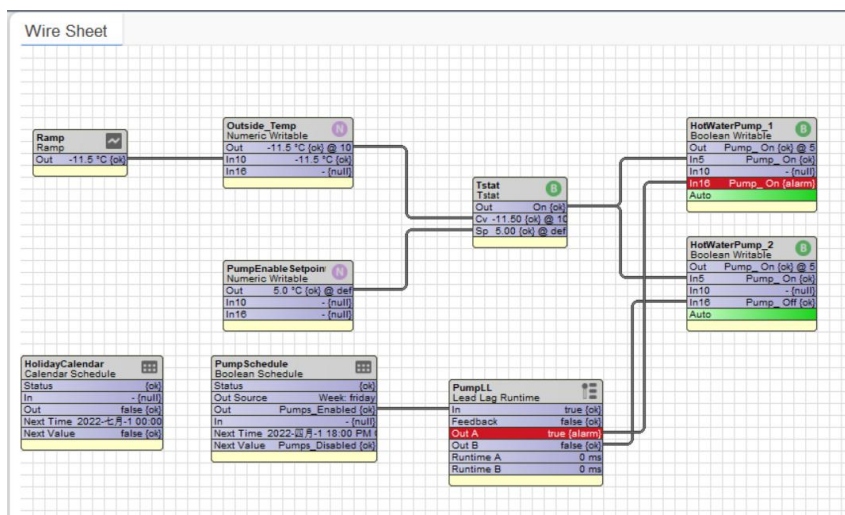 Wire Sheet
Ramp
Ramp
Out -11.5 °C {ok}
Outside_Temp
Numeric Writable
Out -11.5 °C {ok} @ 10
In10 -11.5 °C {ok}
In16 - {null}
PumpEnableSetpoin
Numeric Writable
Out 5.0 °C {ok} @ def
In10 - {null}
In16 - {null}
Tstat
Tstat
Out On {ok}
Cv -11.50 {ok} @ 10
Sp 5.00 {ok} @ def
HotWaterPump_1
Boolean Writable
Out Pump_ On {ok} @ 5
In5 Pump_ On {ok}
In10 - {null}
In16 Pump_ On {alarm}
Auto
HotWaterPump_2
Boolean Writable
Out Pump_ On {ok} @ 5
In5 Pump_ On {ok}
In10 - {null}
In16 Pump_ Off {ok}
Auto
HolidayCalendar
Calendar Schedule
Status {ok}
In - {null}
Out false {ok}
Next Time 2022-七月-1 00:00
Next Value false {ok}
PumpSchedule
Boolean Schedule
Status {ok}
Out Source Week: friday
Out Pumps_Enabled {ok}
In - {null}
Next Time 2022-四月-1 18:00 PM
Next Value Pumps_Disabled {ok}
PumpLL
Lead Lag Runtime
In true {ok}
Feedback false {ok}
Out A true {alarm}
Out B false {ok}
Runtime A 0 ms
Runtime B 0 ms
N
N
B
B
B